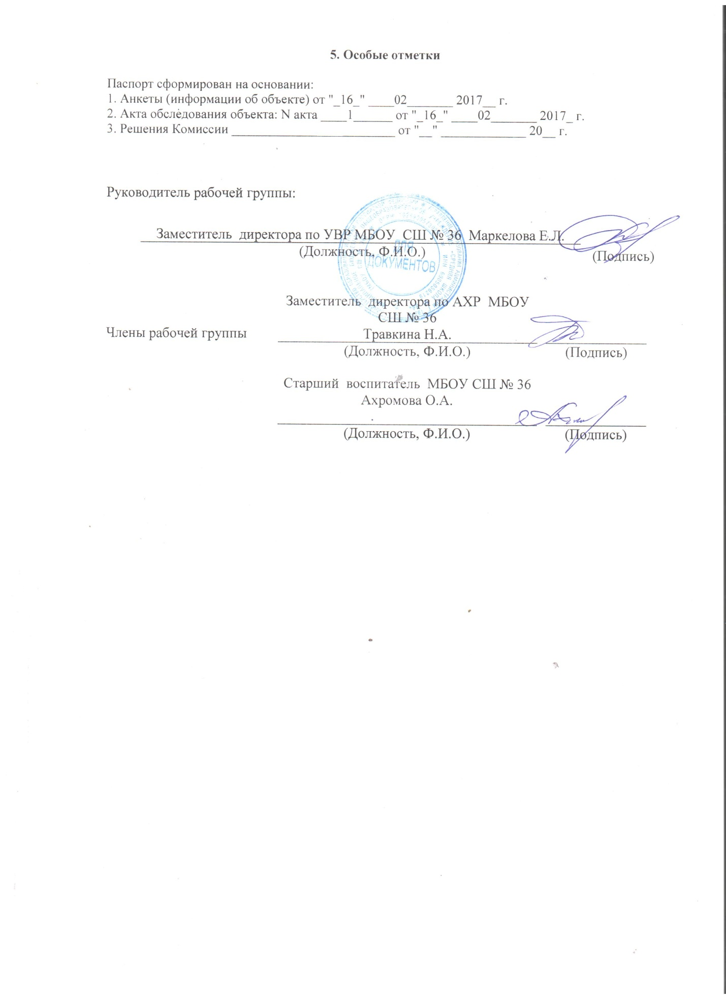 5. Особые отметки
Паспорт сформирован на основании:
1. Анкеты (информации об объекте) от "_16_" ____02_______ 2017__ г.
2. Акта обследования объекта: N акта ____1______ от "_16_" ____02_______ 2017_ г.
3. Решения Комиссии _________________________ от "__" _____________ 20__ г.
Руководитель рабочей группы:
Заместитель директора по УВР МБОУ СШ № 36 Маркелова Е.Л.
(Должность, Ф.И.О.) (Подпись)
ДЛЯ
ДОКУМЕНТОВ
Заместитель директора по АХР МБОУ
СШ № 36
Члены рабочей группы Травкина Н.А.
(Должность, Ф.И.О.) (Подпись)
Старший воспитатель МБОУ СШ № 36
Ахромова О.А.
(Должность, Ф.И.О.) (Подпись)